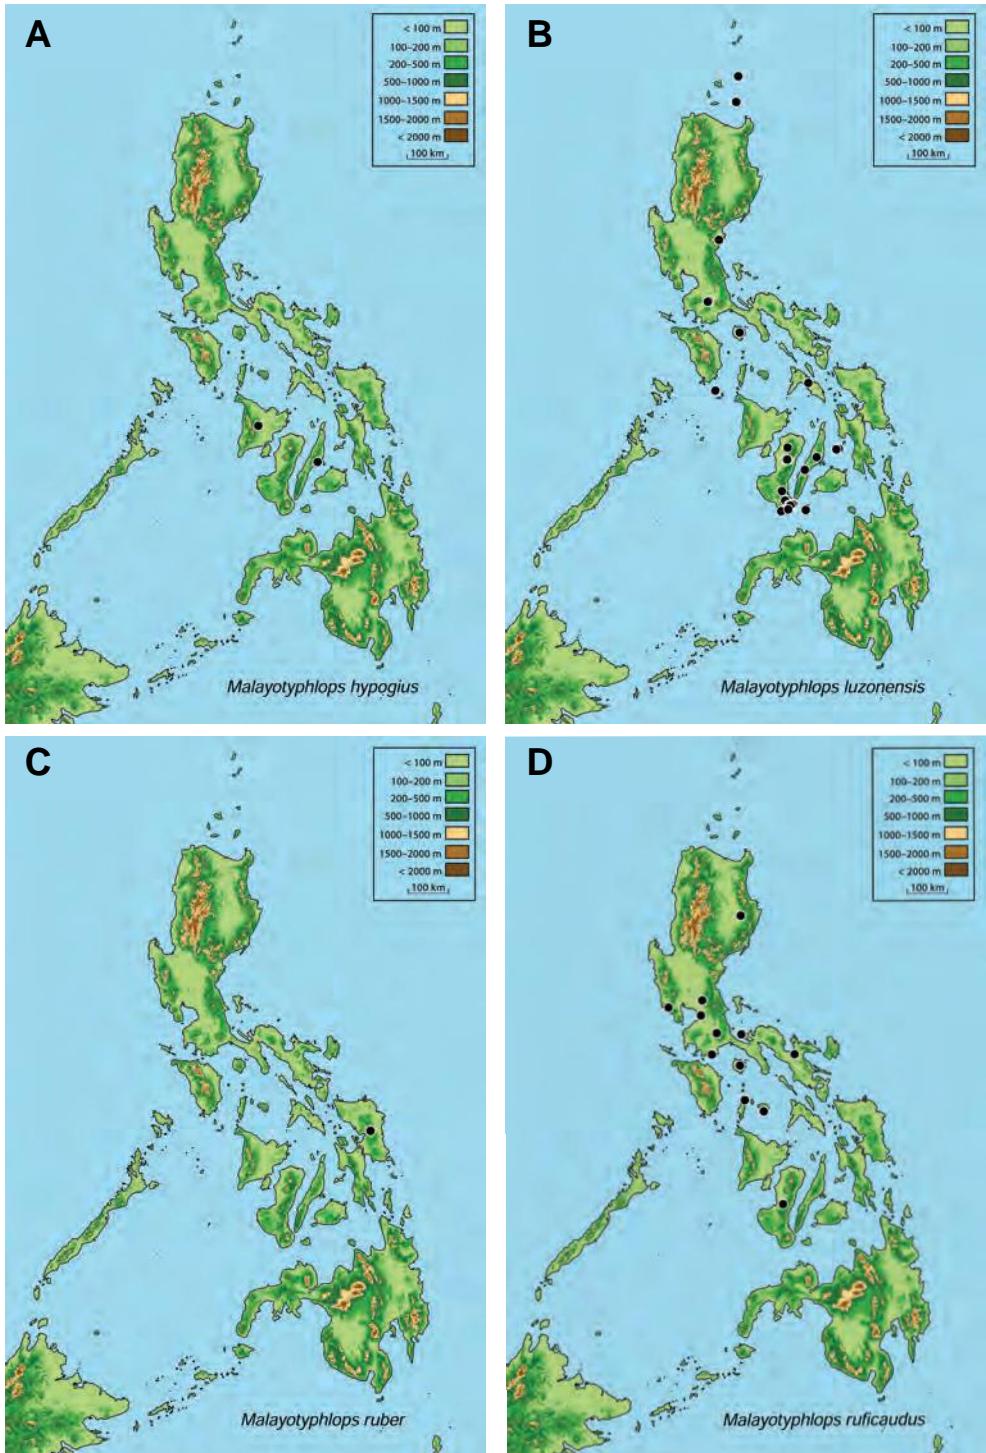 A
< 100 m
100–200 m
200–500 m
500–1000 m
1000–1500 m
1500–2000 m
< 2000 m
100 km
Malayotyphlops hypogius
B
< 100 m
100–200 m
200–500 m
500–1000 m
1000–1500 m
1500–2000 m
< 2000 m
100 km
Malayotyphlops luzonensis
C
< 100 m
100–200 m
200–500 m
500–1000 m
1000–1500 m
1500–2000 m
< 2000 m
100 km
Malayotyphlops ruber
D
< 100 m
100–200 m
200–500 m
500–1000 m
1000–1500 m
1500–2000 m
< 2000 m
100 km
Malayotyphlops ruficaudus